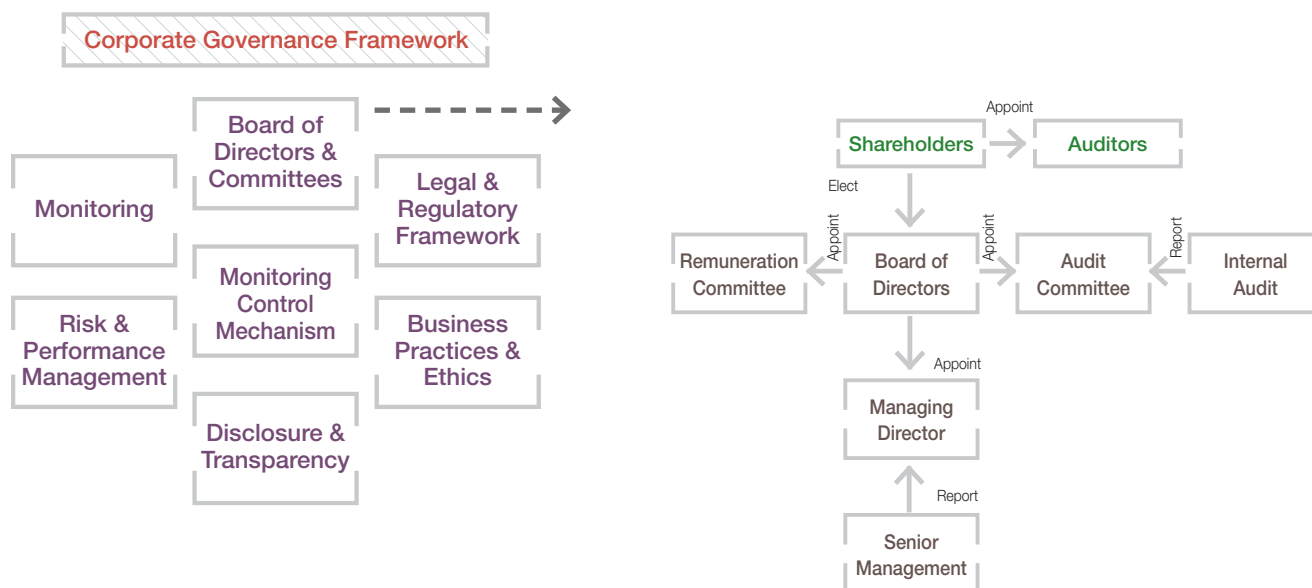 Corporate Governance Framework
Board of
Directors &
Committees
Monitoring
Legal &
Regulatory
Framework
Monitoring
Control
Mechanism
Risk &
Performance
Management
Business
Practices &
Ethics
Disclosure &
Transparency
Appoint
Shareholders
Auditors
Elect
Remuneration
Committee
Appoint
Board of
Directors
Appoint
Audit
Committee
Report
Internal
Audit
Appoint
Managing
Director
Report
Senior
Management